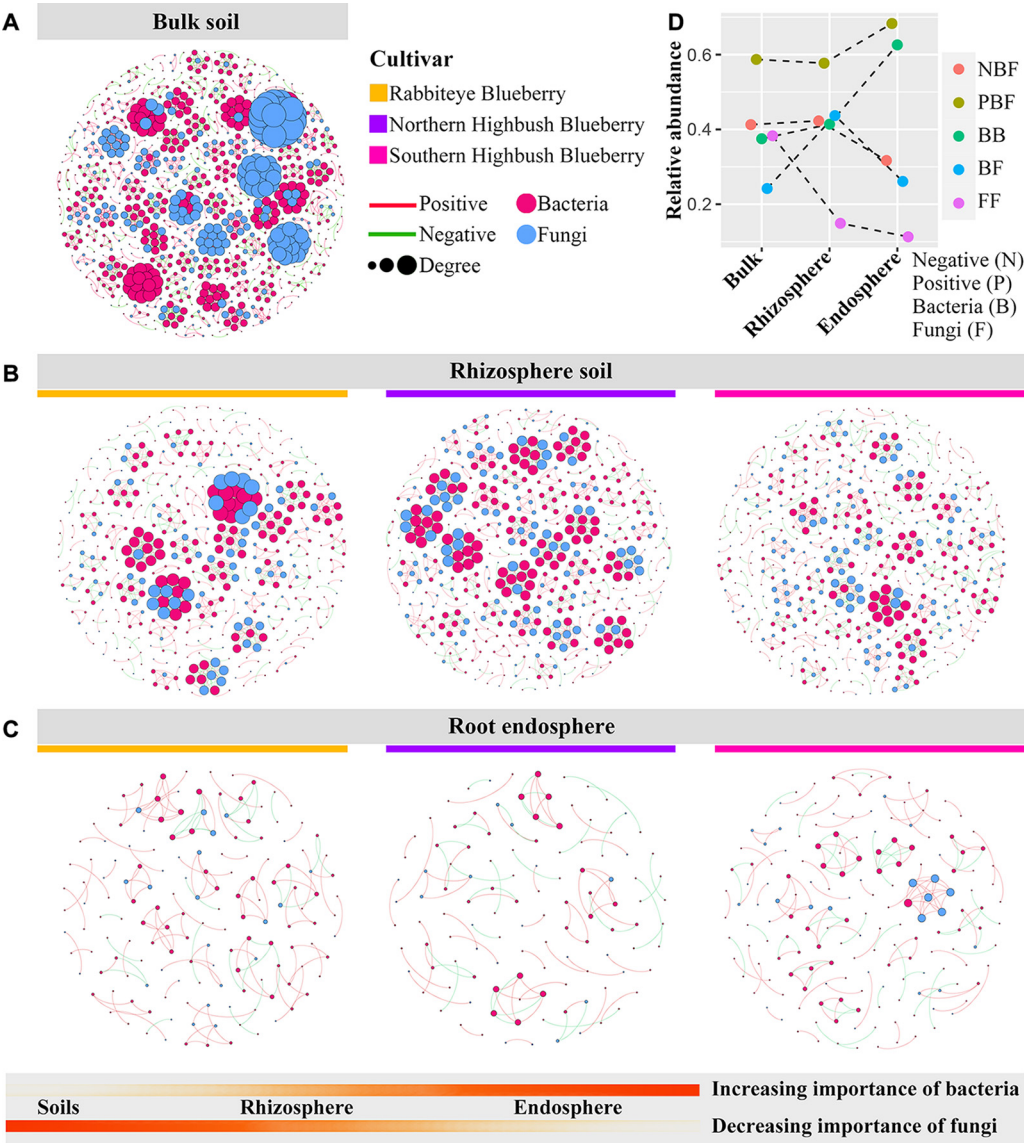 A
Bulk soil
Cultivar
Rabbiteye Blueberry
Northern Highbush Blueberry
Southern Highbush Blueberry
Positive
Bacteria
Negative
Fungi
Degree
D
Relative abundance
0.6
0.4
0.2
Bulk
Rhizosphere
Endosphere
NBF
PBF
BB
BF
FF
Negative (N)
Positive (P)
Bacteria (B)
Fungi (F)
B
Rhizosphere soil
C
Root endosphere
Increasing importance of bacteria
Soils
Rhizosphere
Endosphere
Decreasing importance of fungi